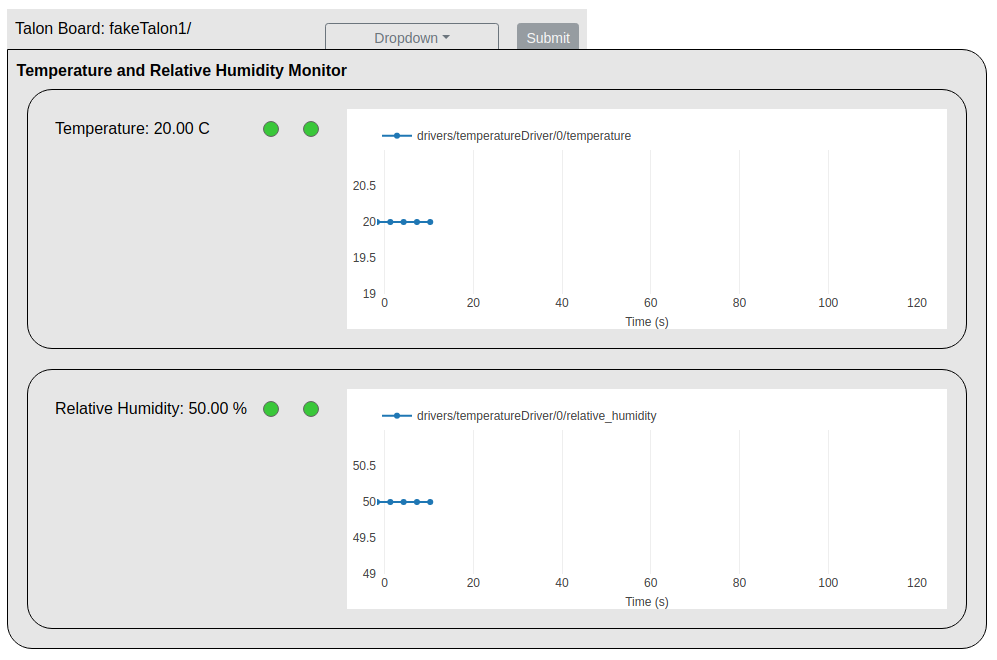 Talon Board: fakeTalon1/
Dropdown
Submit
Temperature and Relative Humidity Monitor
Temperature: 20.00 C
drivers/temperatureDriver/0/temperature
20.5
20
19.5
19
0 20 40 60 80 100 120
Time (s)
Relative Humidity: 50.00 %
drivers/temperatureDriver/0/relative_humidity
50.5
50
49.5
49
0 20 40 60 80 100 120
Time (s)